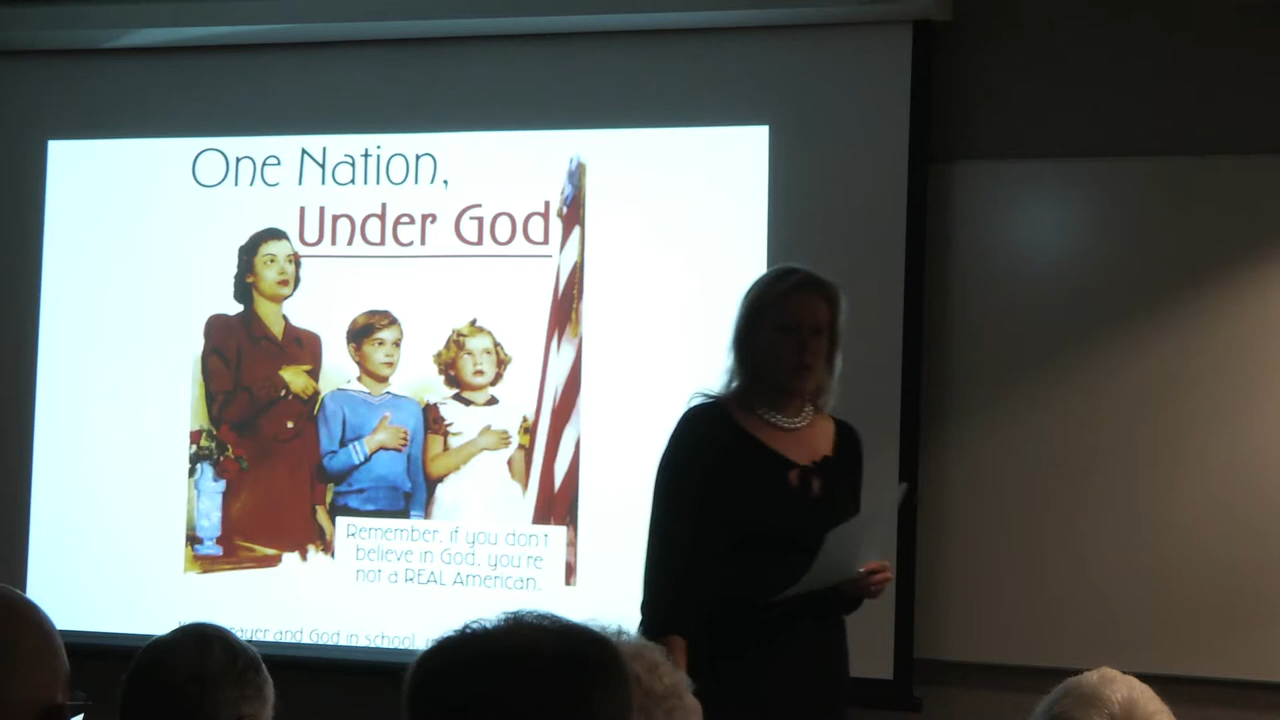 One Nation,
Under God
Remember, if you don't
believe in God, you're
not a REAL American.
prayer and God in school,